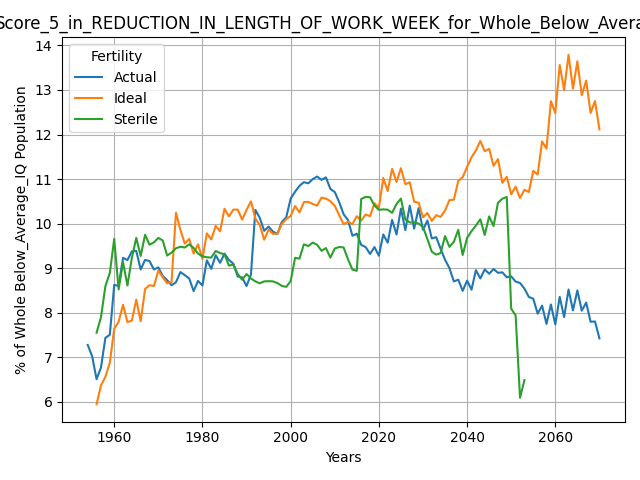 Score_5_in_REDUCTION_IN_LENGTH_OF_WORK_WEEK_for_Whole_Below_Avera
% of Whole Below_Average_IQ Population
14
13
12
11
10
9
8
7
6
Fertility
Actual
Ideal
Sterile
1960 1980 2000 2020 2040 2060
Years